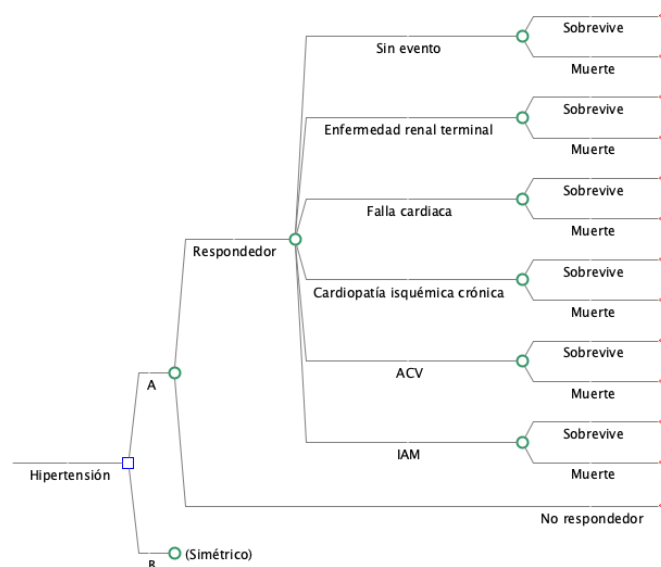 Sobrevive
Sin evento
Muerte
Sobrevive
Enfermedad renal terminal
Muerte
Sobrevive
Falla cardiaca
Muerte
Respondedor
Sobrevive
Cardiopatía isquémica crónica
Muerte
Sobrevive
ACV
A
Muerte
Sobrevive
IAM
Muerte
Hipertensión
No respondedor
(Simétrico)
B